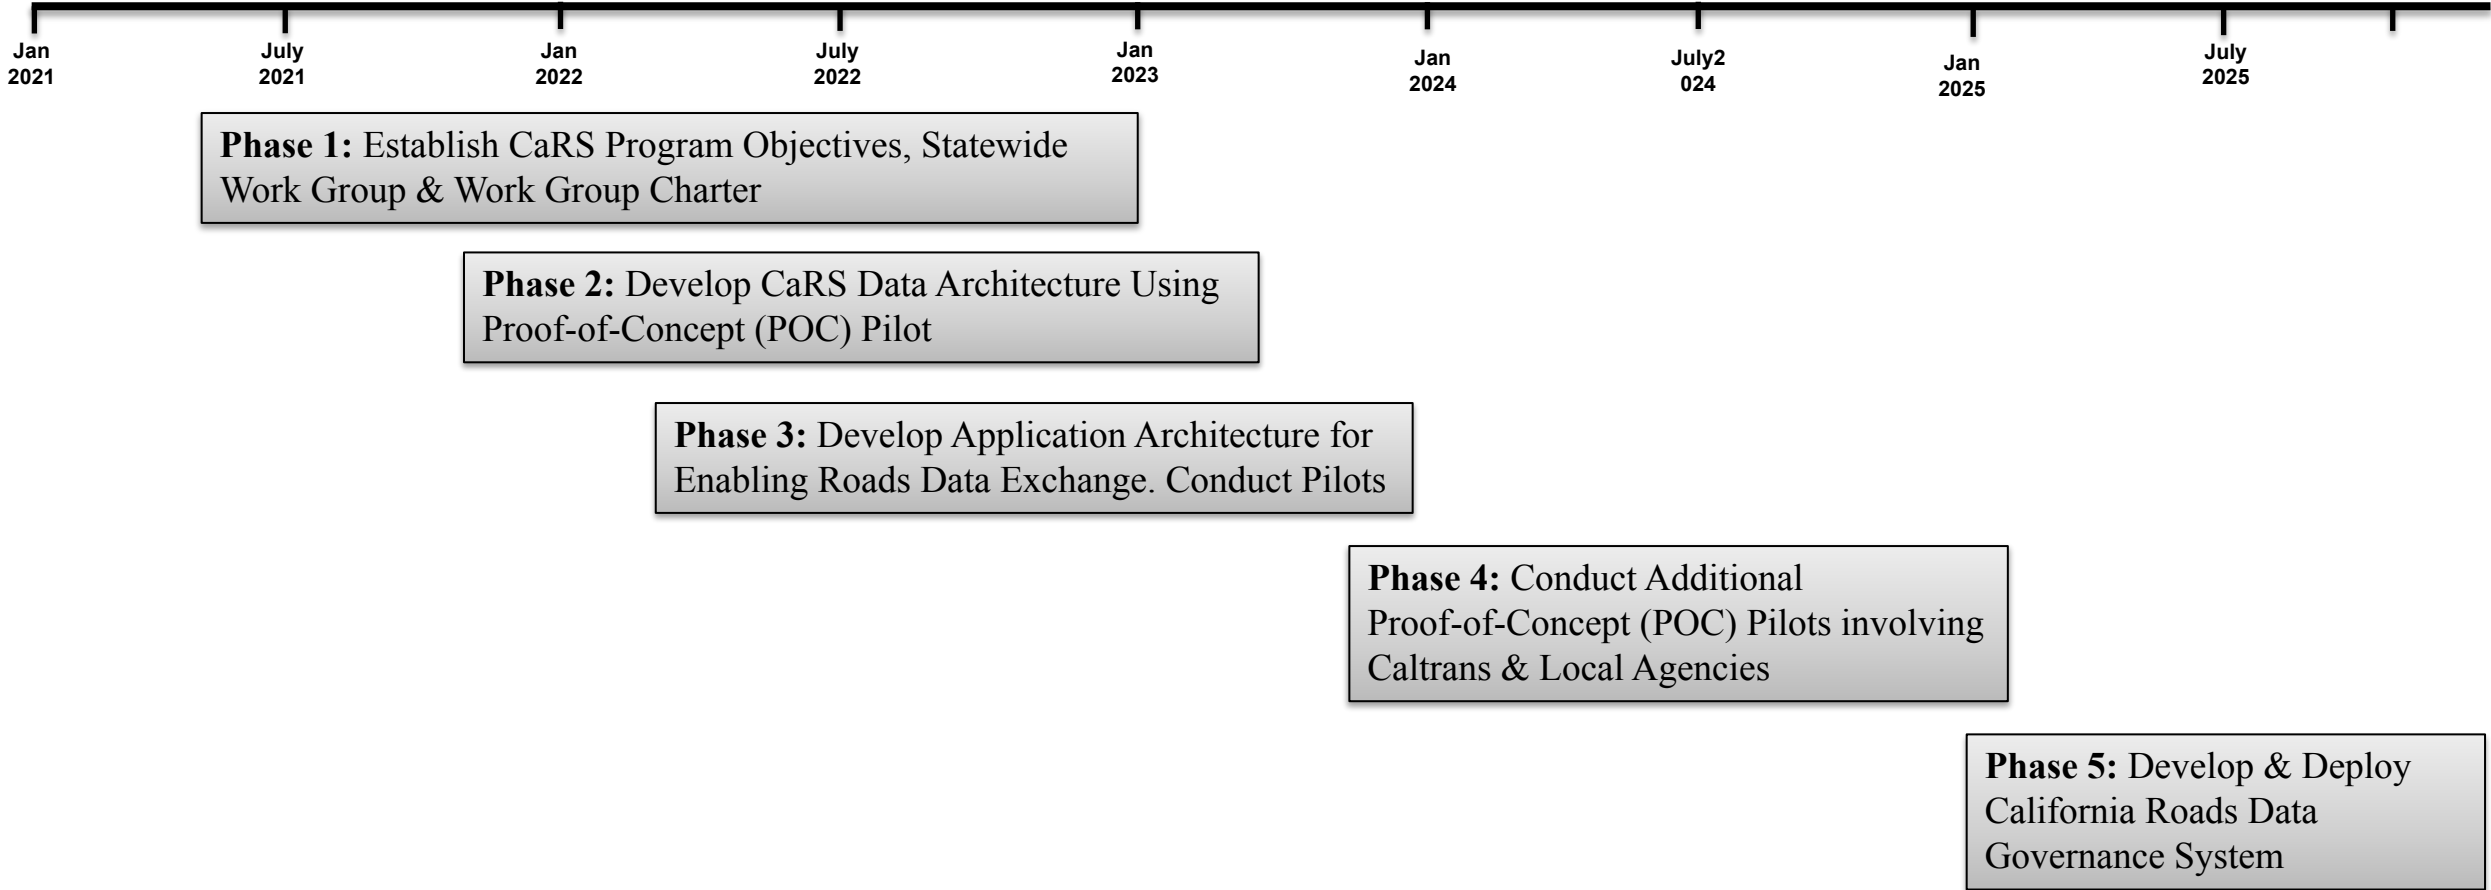 Jan
2021
July
2021
Jan
2022
July
2022
Jan
2023
Jan
2024
July2
024
Jan
2025
July
2025
Phase 1: Establish CaRS Program Objectives, Statewide
Work Group & Work Group Charter
Phase 2: Develop CaRS Data Architecture Using
Proof-of-Concept (POC) Pilot
Phase 3: Develop Application Architecture for
Enabling Roads Data Exchange. Conduct Pilots
Phase 4: Conduct Additional
Proof-of-Concept (POC) Pilots involving
Caltrans & Local Agencies
Phase 5: Develop & Deploy
California Roads Data
Governance System